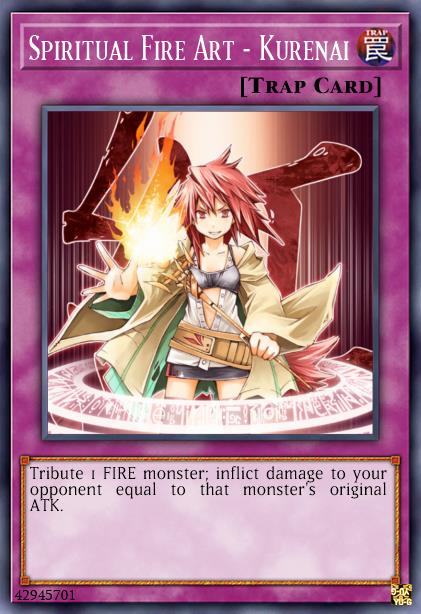 Spiritual Fire Art - Kurenai
TRAP
罠
[Trap Card]
Tribute 1 FIRE monster; inflict damage to your
opponent equal to that monster's original
ATK.
42945701